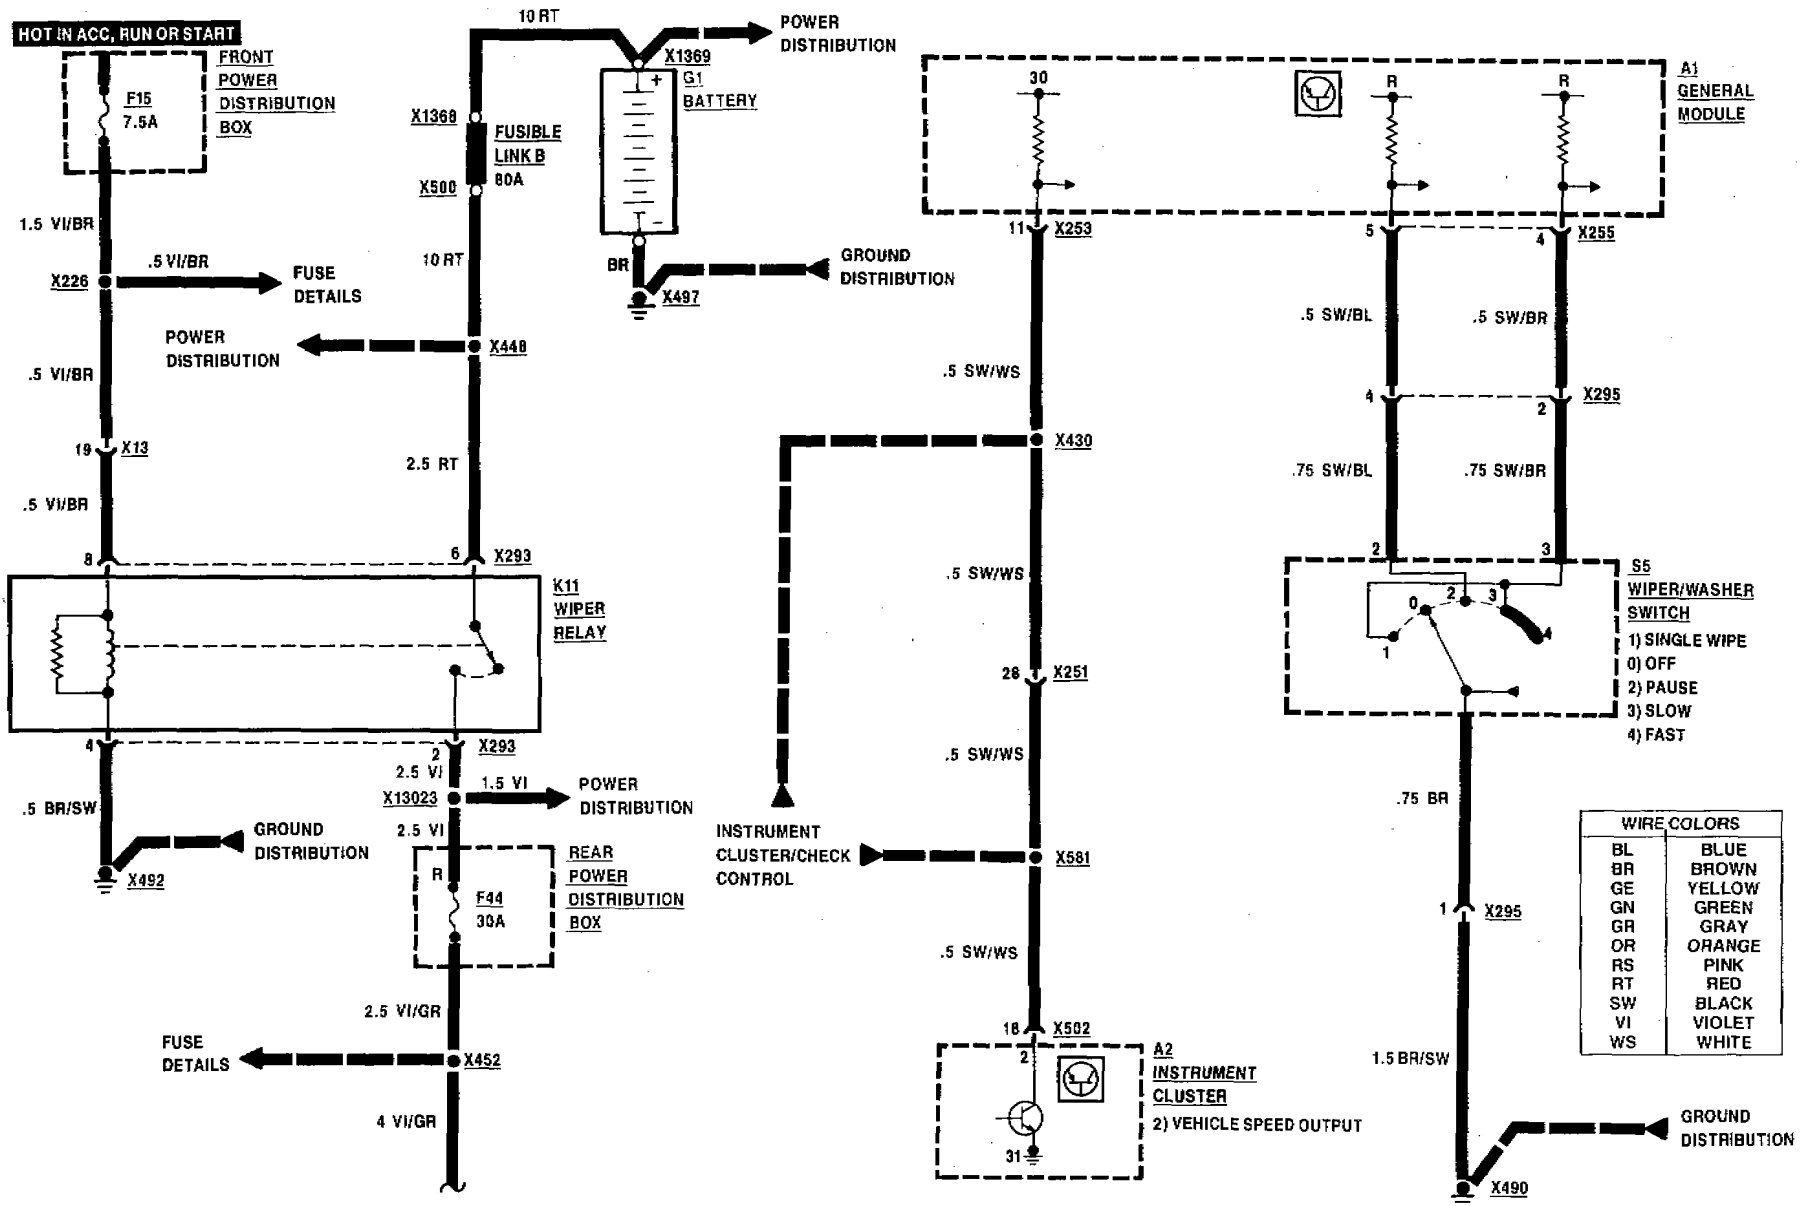 HOT IN ACC, RUN OR START
FRONT
POWER
DISTRIBUTION
BOX
F15
7.5A
1.5 VI/BR
X226
.5 VI/BR
FUSE
DETAILS
.5 VI/BR
19
X13
.5 VI/BR
8
10 RT
POWER
DISTRIBUTION
X1369
G1
BATTERY
+
−
X1368
FUSIBLE
LINK B
80A
X500
10 RT
BR
X497
GROUND
DISTRIBUTION
POWER
DISTRIBUTION
X448
2.5 RT
6
X293
K11
WIPER
RELAY
4
2
X293
.5 BR/SW
GROUND
DISTRIBUTION
X492
2.5 VI
X13023
1.5 VI
POWER
DISTRIBUTION
2.5 VI
REAR
POWER
DISTRIBUTION
BOX
R
F44
30A
2.5 VI/GR
FUSE
DETAILS
X452
4 VI/GR
A1
GENERAL
MODULE
30
R
R
11
X253
5
4
X255
.5 SW/WS
X430
.5 SW/WS
28
X251
.5 SW/WS
INSTRUMENT
CLUSTER/CHECK
CONTROL
X581
.5 SW/WS
18
X502
2
31
A2
INSTRUMENT
CLUSTER
2) VEHICLE SPEED OUTPUT
.5 SW/BL
.5 SW/BR
4
2
X295
.75 SW/BL
.75 SW/BR
2
3
0
2
3
1
4
S5
WIPER/WASHER
SWITCH
1) SINGLE WIPE
0) OFF
2) PAUSE
3) SLOW
4) FAST
.75 BR
1
X295
1.5 BR/SW
GROUND
DISTRIBUTION
X490
WIRE COLORS
BL BLUE
BR BROWN
GE YELLOW
GN GREEN
GR GRAY
OR ORANGE
RS PINK
RT RED
SW BLACK
VI VIOLET
WS WHITE